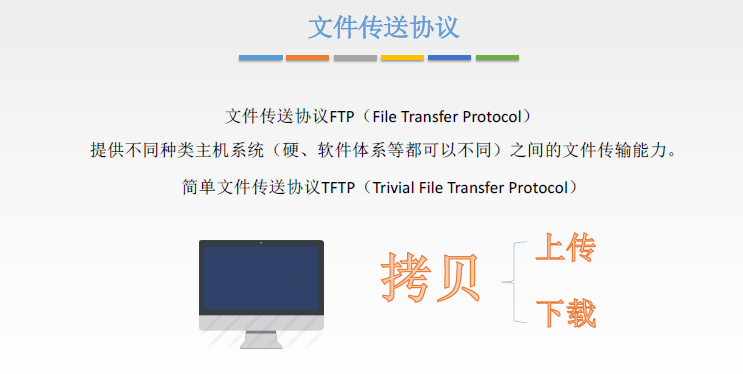 文件传送协议
文件传送协议FTP（File Transfer Protocol）
提供不同种类主机系统（硬、软件体系等都可以不同）之间的文件传输能力。
简单文件传送协议TFTP（Trivial File Transfer Protocol）
拷贝
上传
下载